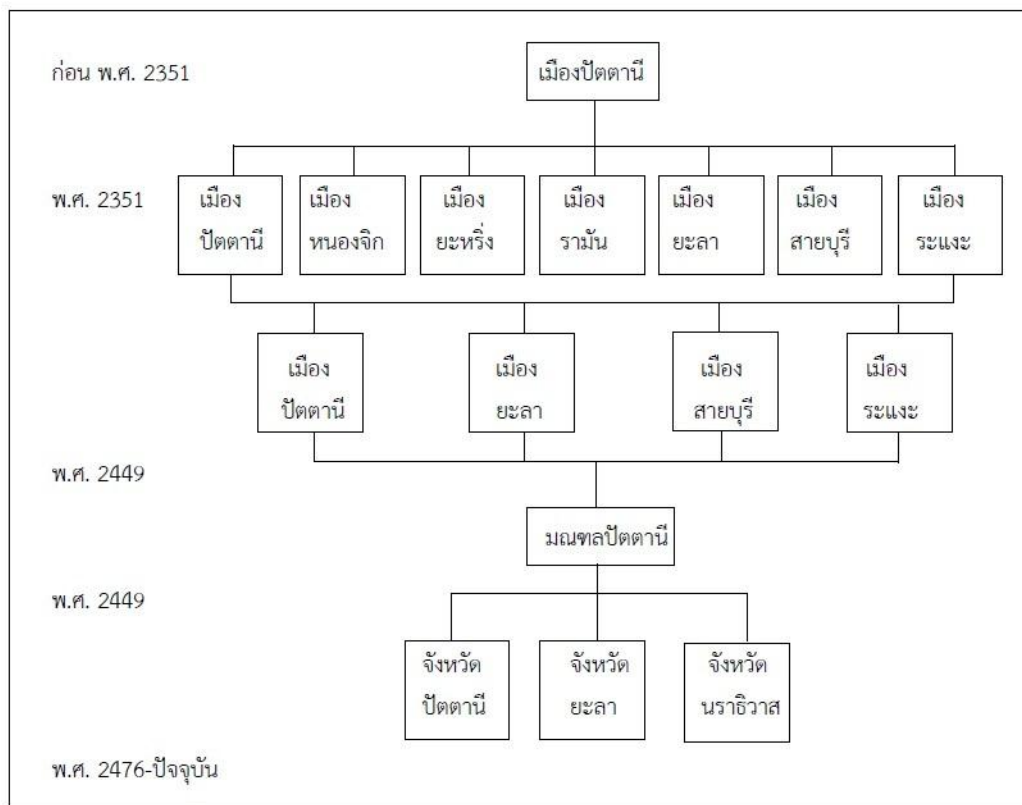 ก่อน พ.ศ. 2351
เมืองปัตตานี
พ.ศ. 2351
เมือง
ปัตตานี
เมือง
หนองจิก
เมือง
ยะหริ่ง
เมือง
รามัน
เมือง
ยะลา
เมือง
สายบุรี
เมือง
ระแงะ
เมือง
ปัตตานี
เมือง
ยะลา
เมือง
สายบุรี
เมือง
ระแงะ
พ.ศ. 2449
มณฑลปัตตานี
พ.ศ. 2449
จังหวัด
ปัตตานี
จังหวัด
ยะลา
จังหวัด
นราธิวาส
พ.ศ. 2476-ปัจจุบัน